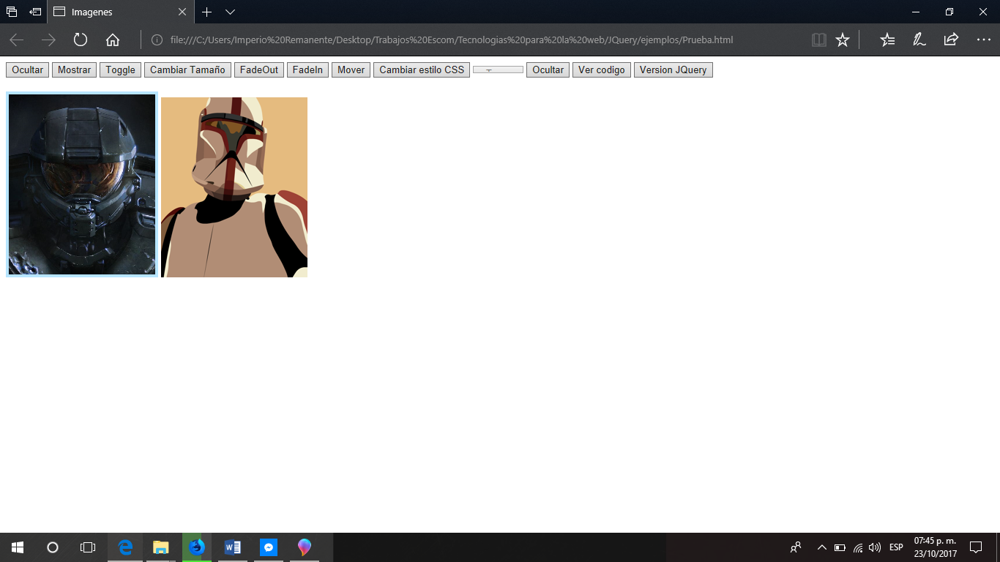 Imagenes
file:///C:/Users/Imperio%20Remanente/Desktop/Trabajos%20Escom/Tecnologias%20para%20la%20web/JQuery/ejemplos/Prueba.html
Ocultar Mostrar Toggle Cambiar Tamaño FadeOut FadeIn Mover Cambiar estilo CSS Ocultar Ver codigo Version JQuery
ESP 07:45 p. m.
23/10/2017